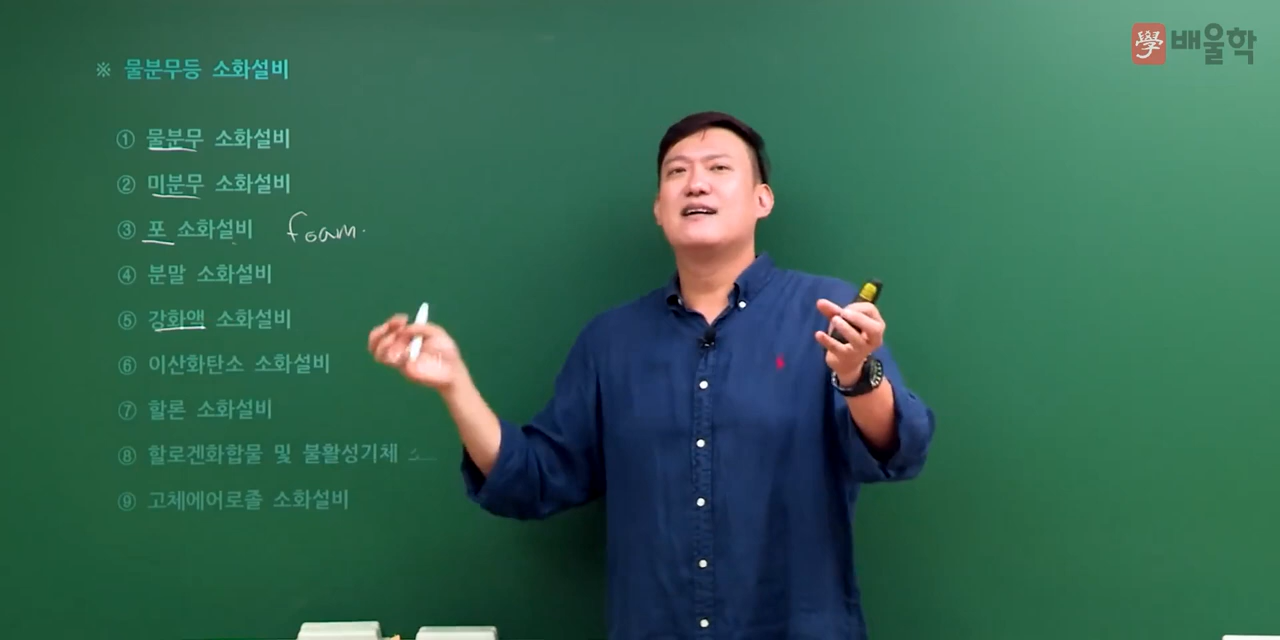 學 배울학
※ 물분무등 소화설비
① 물분무 소화설비
② 미분무 소화설비
③ 포 소화설비 foam.
④ 분말 소화설비
⑤ 강화액 소화설비
⑥ 이산화탄소 소화설비
⑦ 할론 소화설비
⑧ 할로겐화합물 및 불활성기체
⑨ 고체에어로졸 소화설비